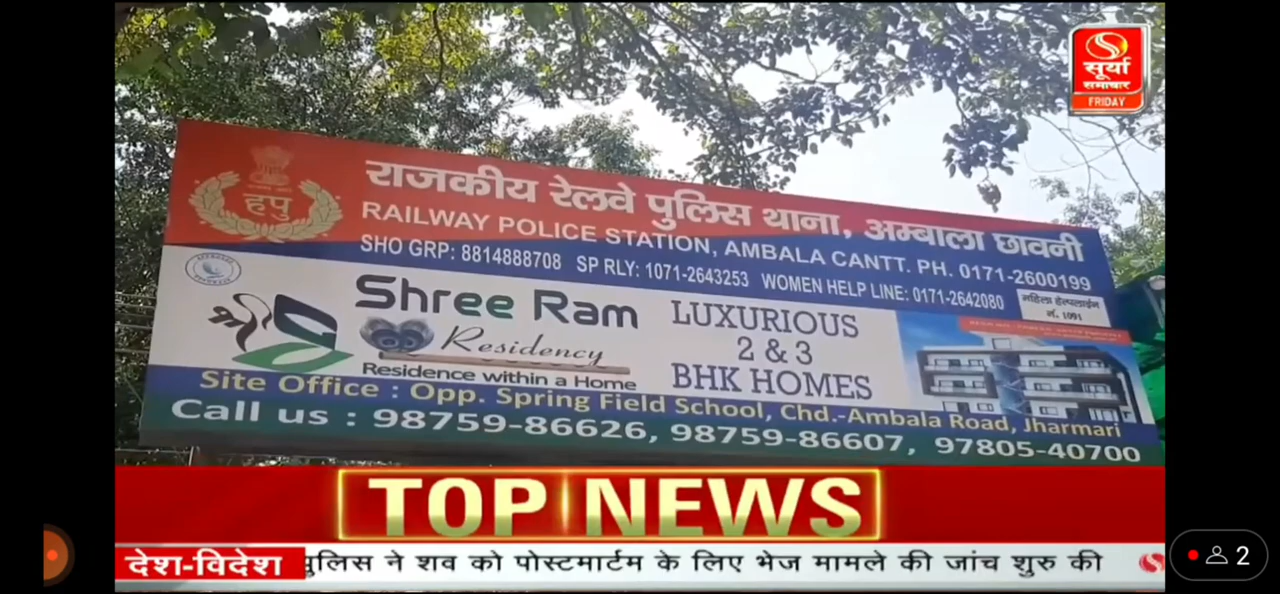 सूर्या
समाचार
FRIDAY
राजकीय रेलवे पुलिस थाना, अम्बाला छावनी
हपु
RAILWAY POLICE STATION, AMBALA CANTT. PH. 0171-2600199
SHO GRP: 8814888708 SP RLY: 1071-2643253 WOMEN HELP LINE: 0171-2642080
महिला हेल्पलाईन
नं. 1091
श्री
Shree Ram
Residency
Residence within a Home
LUXURIOUS
2 & 3
BHK HOMES
Site Office : Opp. Spring Field School, Chd.-Ambala Road, Jharmari
Call us : 98759-86626, 98759-86607, 97805-40700
TOP NEWS
देश-विदेश पुलिस ने शव को पोस्टमार्टम के लिए भेज मामले की जांच शुरु की
2